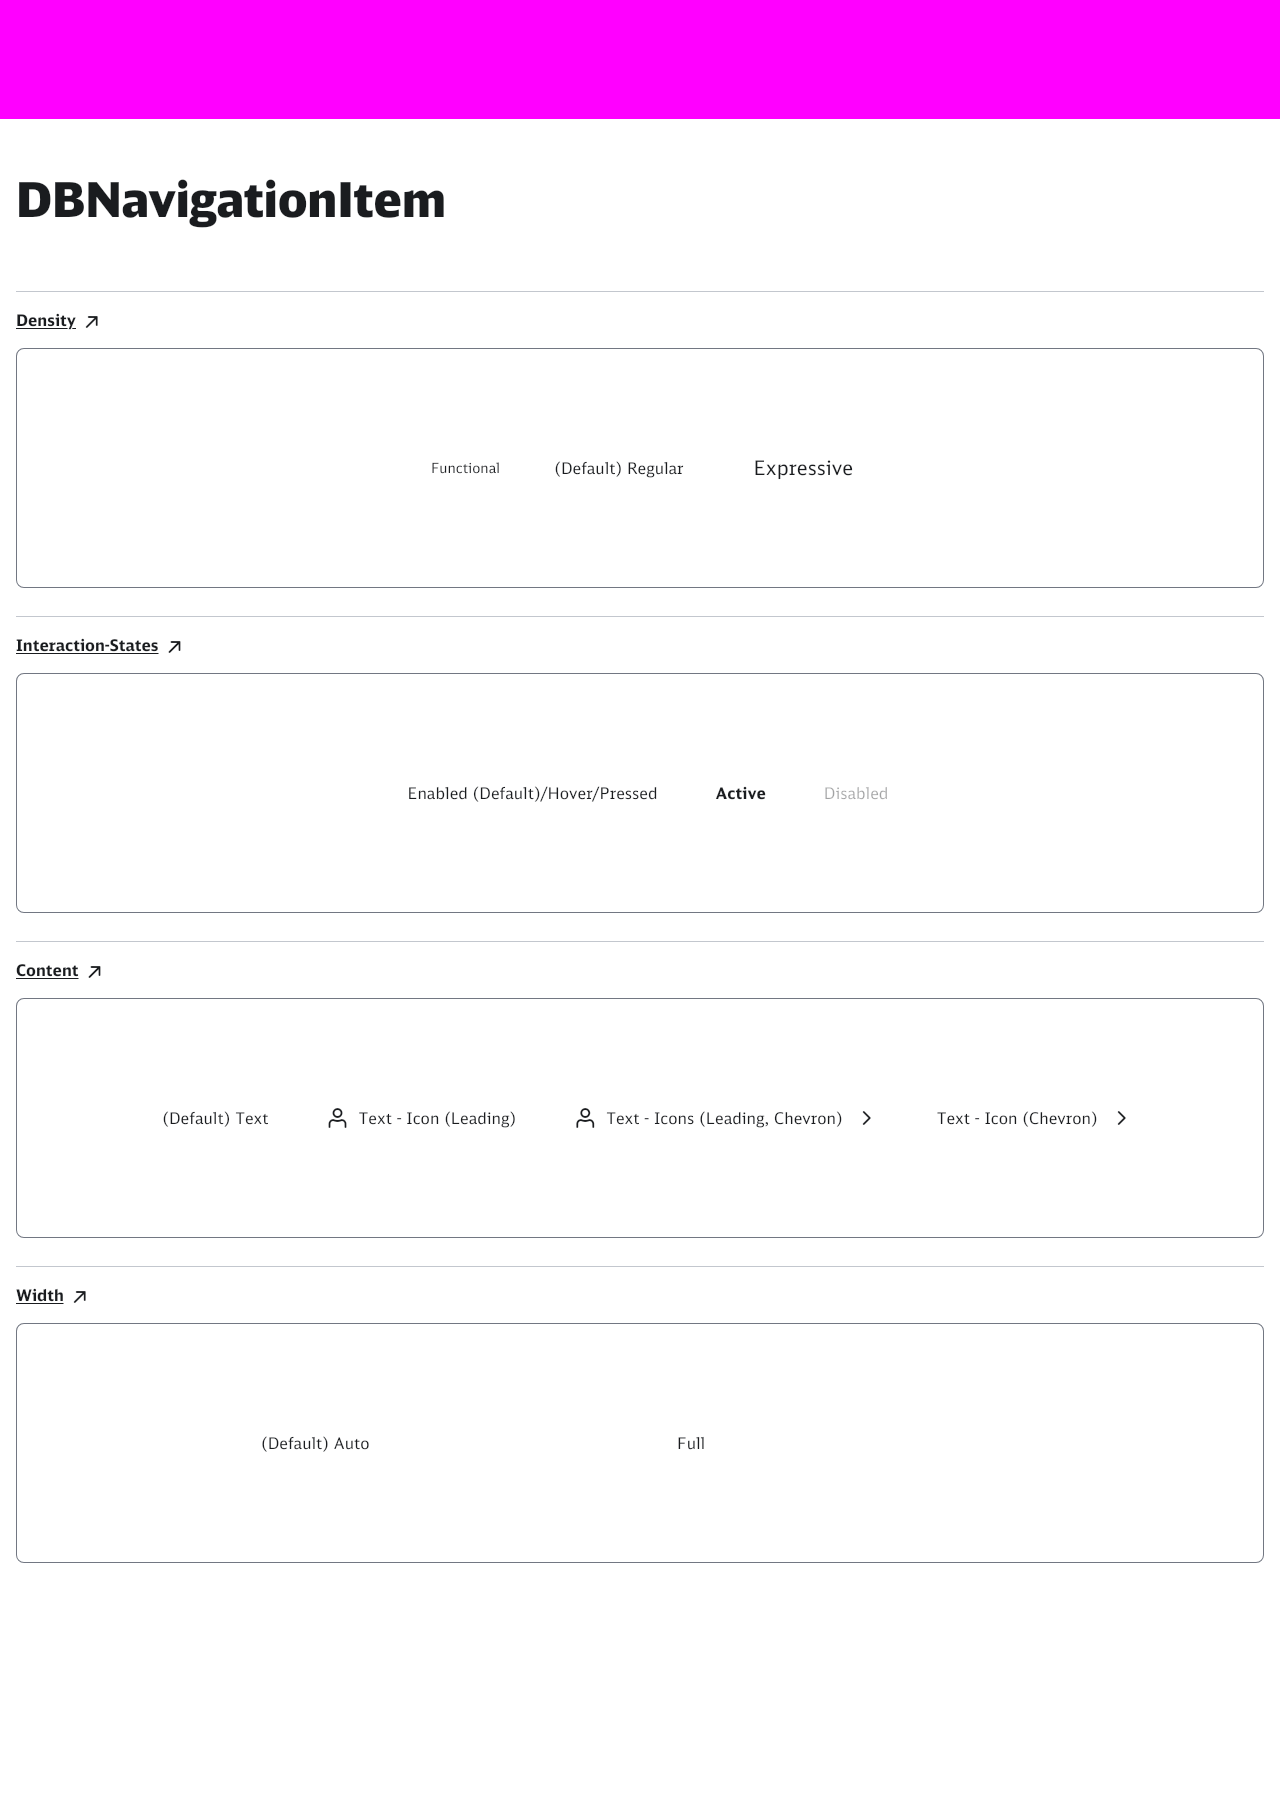 DBNavigationItem
Density
Functional (Default) Regular Expressive
Interaction-States
Enabled (Default)/Hover/Pressed Active Disabled
Content
(Default) Text Text - Icon (Leading) Text - Icons (Leading, Chevron) Text - Icon (Chevron)
Width
(Default) Auto Full